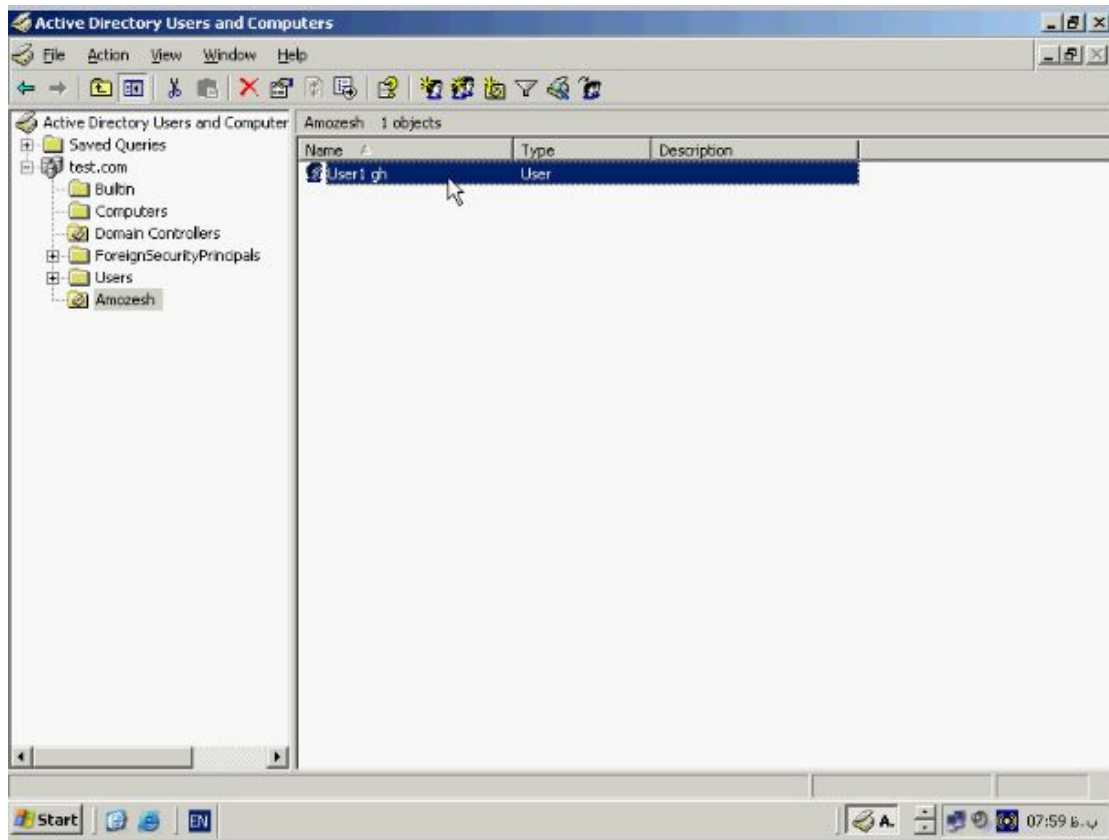 Active Directory Users and Computers
File Action View Window Help
Active Directory Users and Computer
Amozesh 1 objects
Saved Queries
test.com
Builtin
Computers
Domain Controllers
ForeignSecurityPrincipals
Users
Amozesh
Name Type Description
User1 gh User
Start EN A. 07:59 ب.ظ